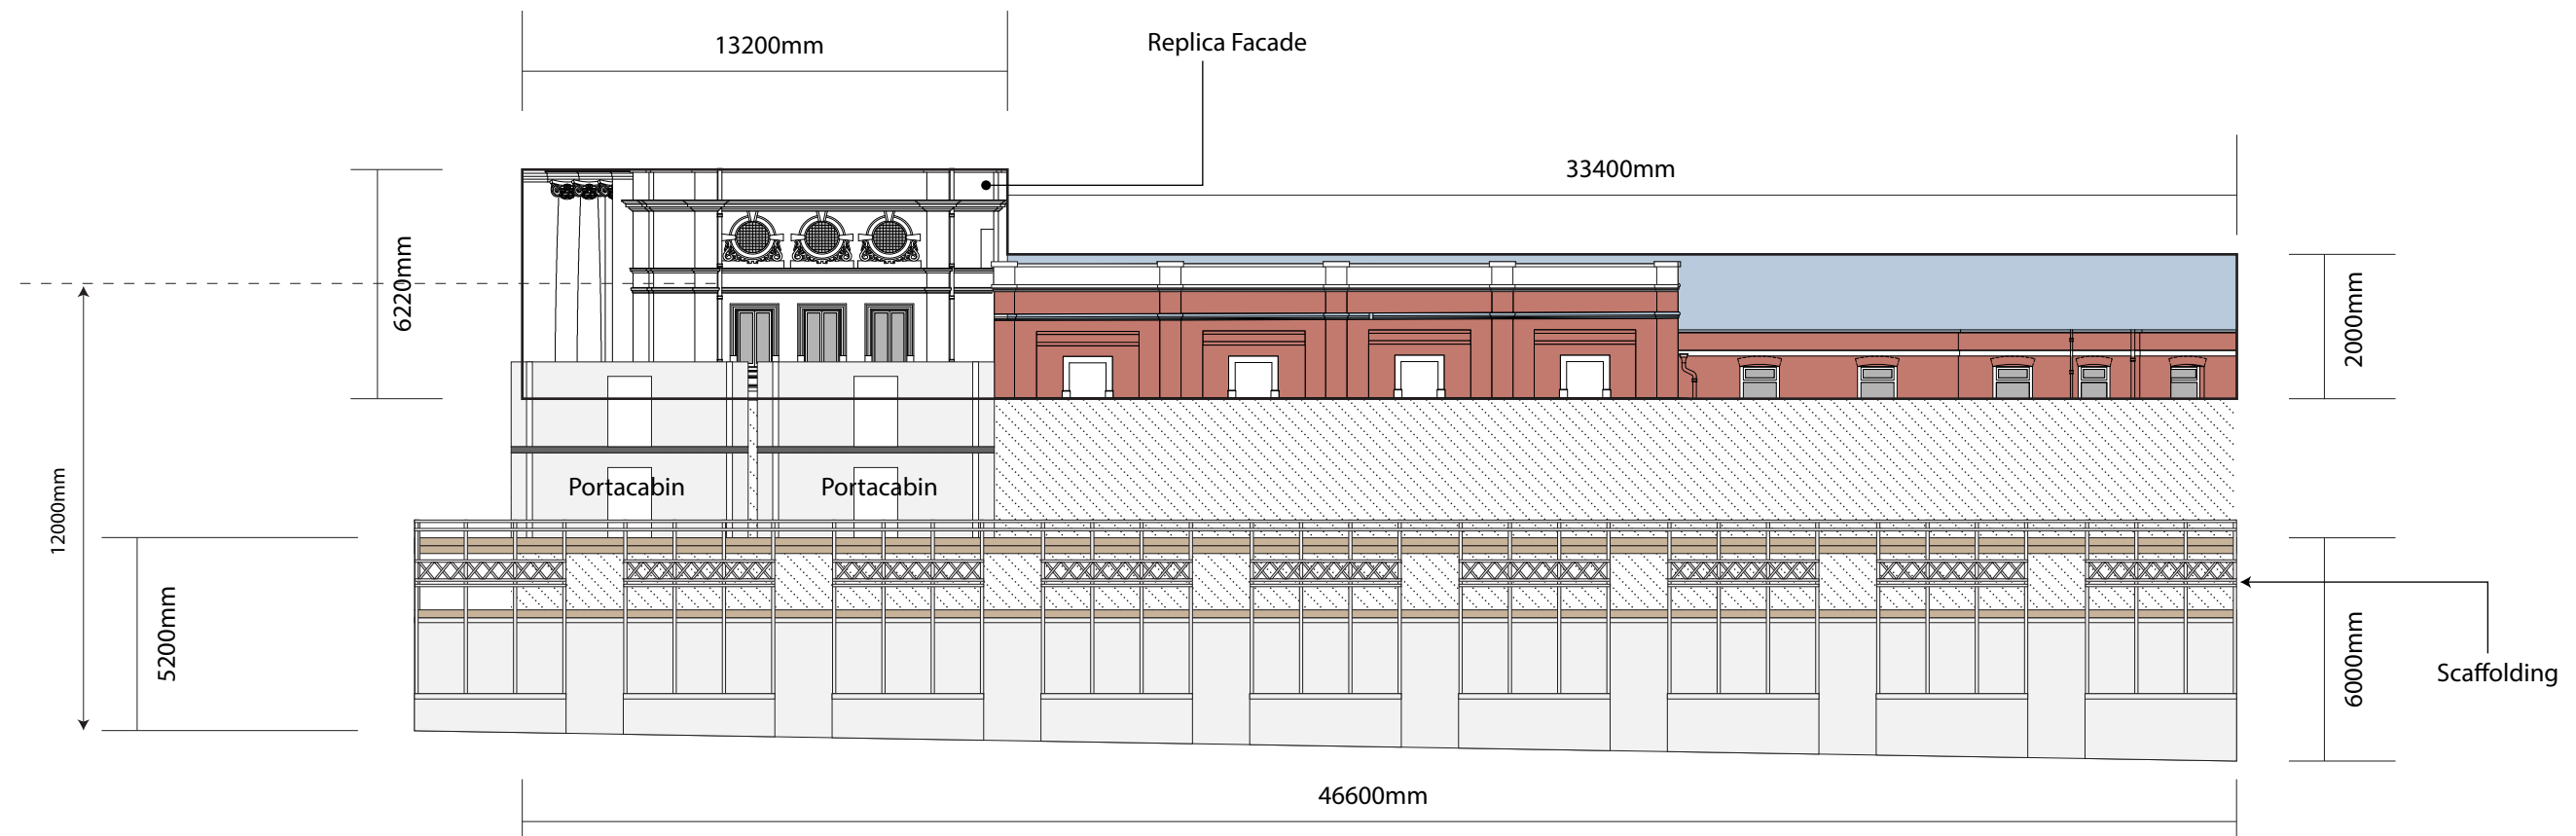 13200mm
Replica Facade
33400mm
6220mm
2000mm
12000mm
Portacabin
Portacabin
5200mm
6000mm
Scaffolding
46600mm